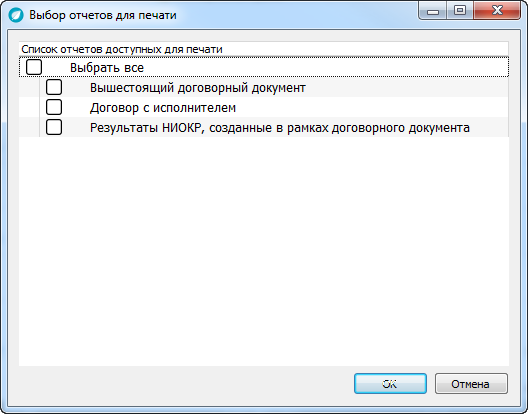 Выбор отчетов для печати
Список отчетов доступных для печати
Выбрать все
Вышестоящий договорный документ
Договор с исполнителем
Результаты НИОКР, созданные в рамках договорного документа
OK
Отмена